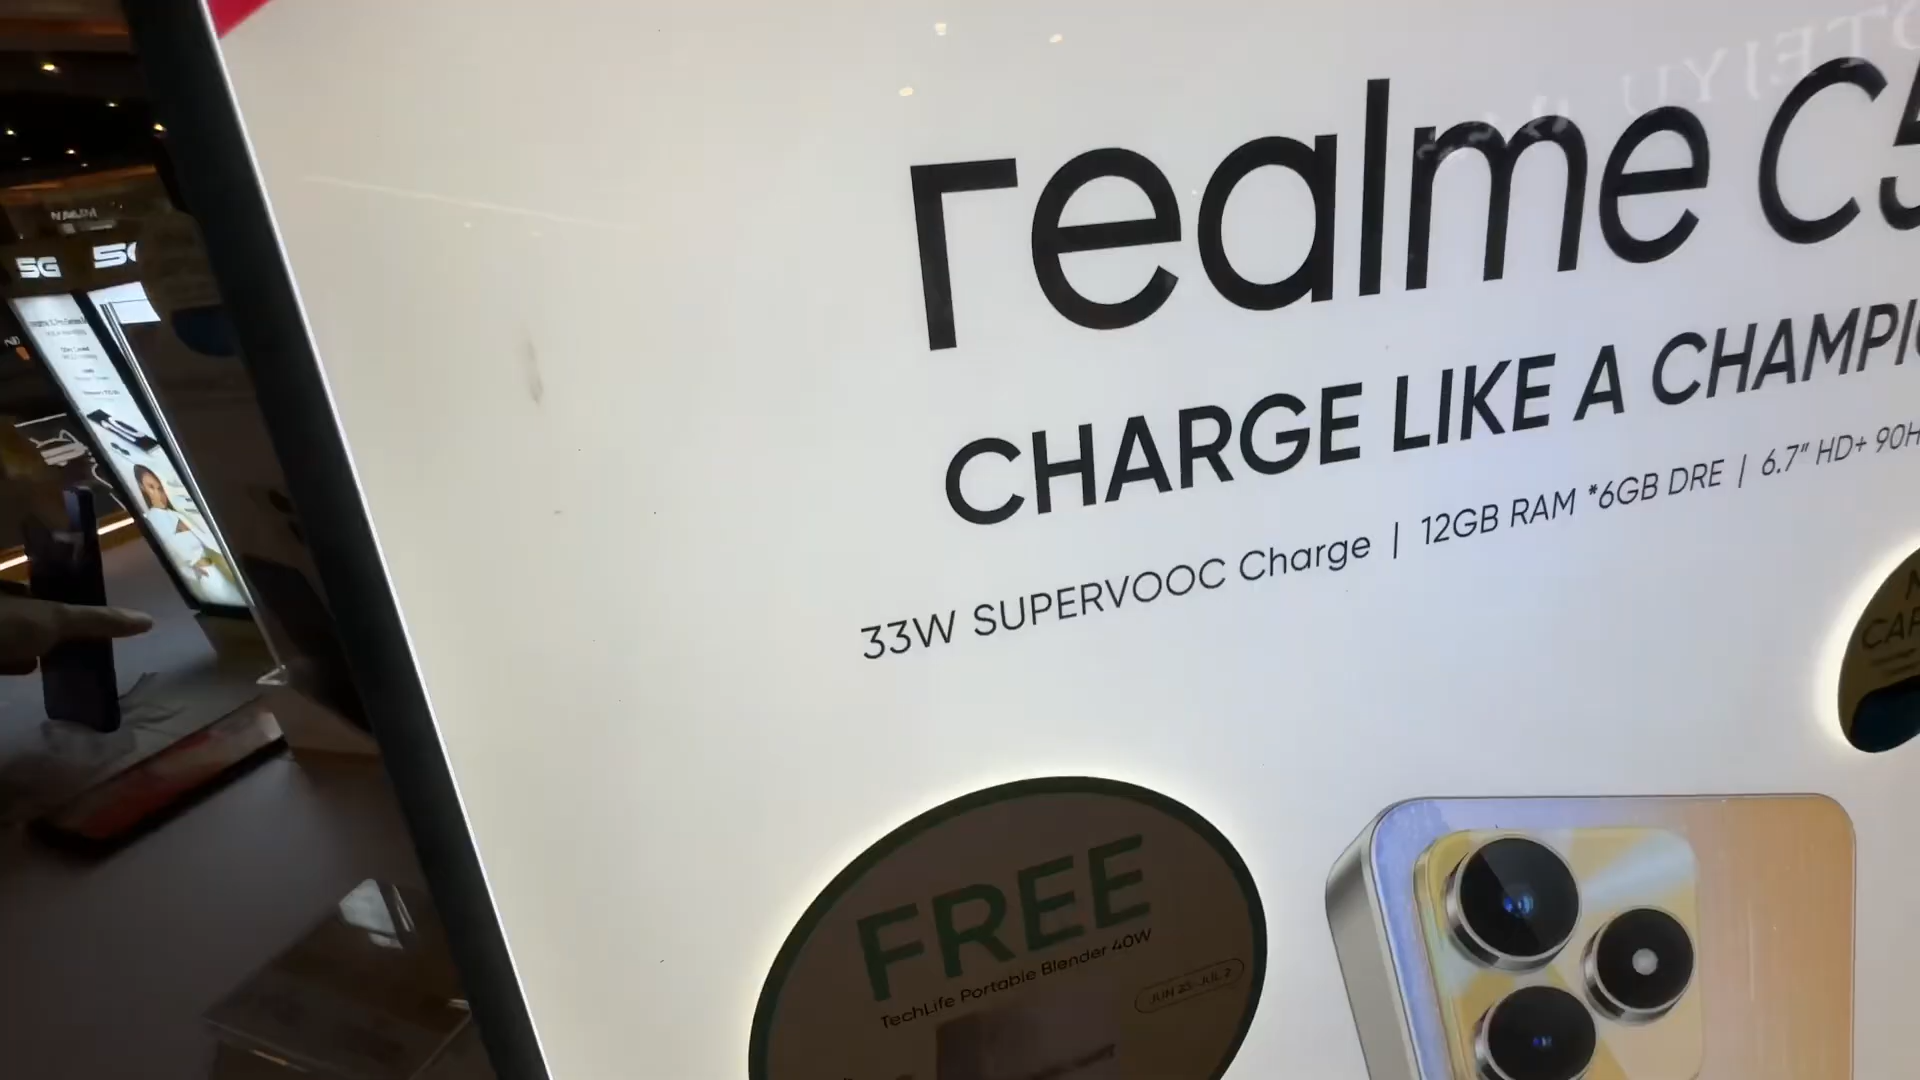 realme C5
CHARGE LIKE A CHAMPI
33W SUPERVOOC Charge | 12GB RAM *6GB DRE | 6.7" HD+ 90H
5G
5G
FREE
TechLife Portable Blender 40W
JUN 23-JUL 2